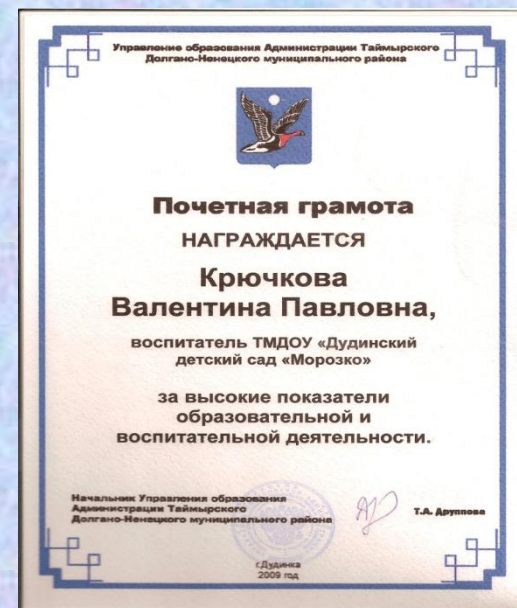 Управление образования Администрации Таймырского
Долгано-Ненецкого муниципального района
Почетная грамота
НАГРАЖДАЕТСЯ
Крючкова
Валентина Павловна,
воспитатель ТМДОУ «Дудинский
детский сад «Морозко»
за высокие показатели
образовательной и
воспитательной деятельности.
Начальник Управления образования
Администрации Таймырского
Долгано-Ненецкого муниципального района
Т.А. Друппова
г.Дудинка
2009 год